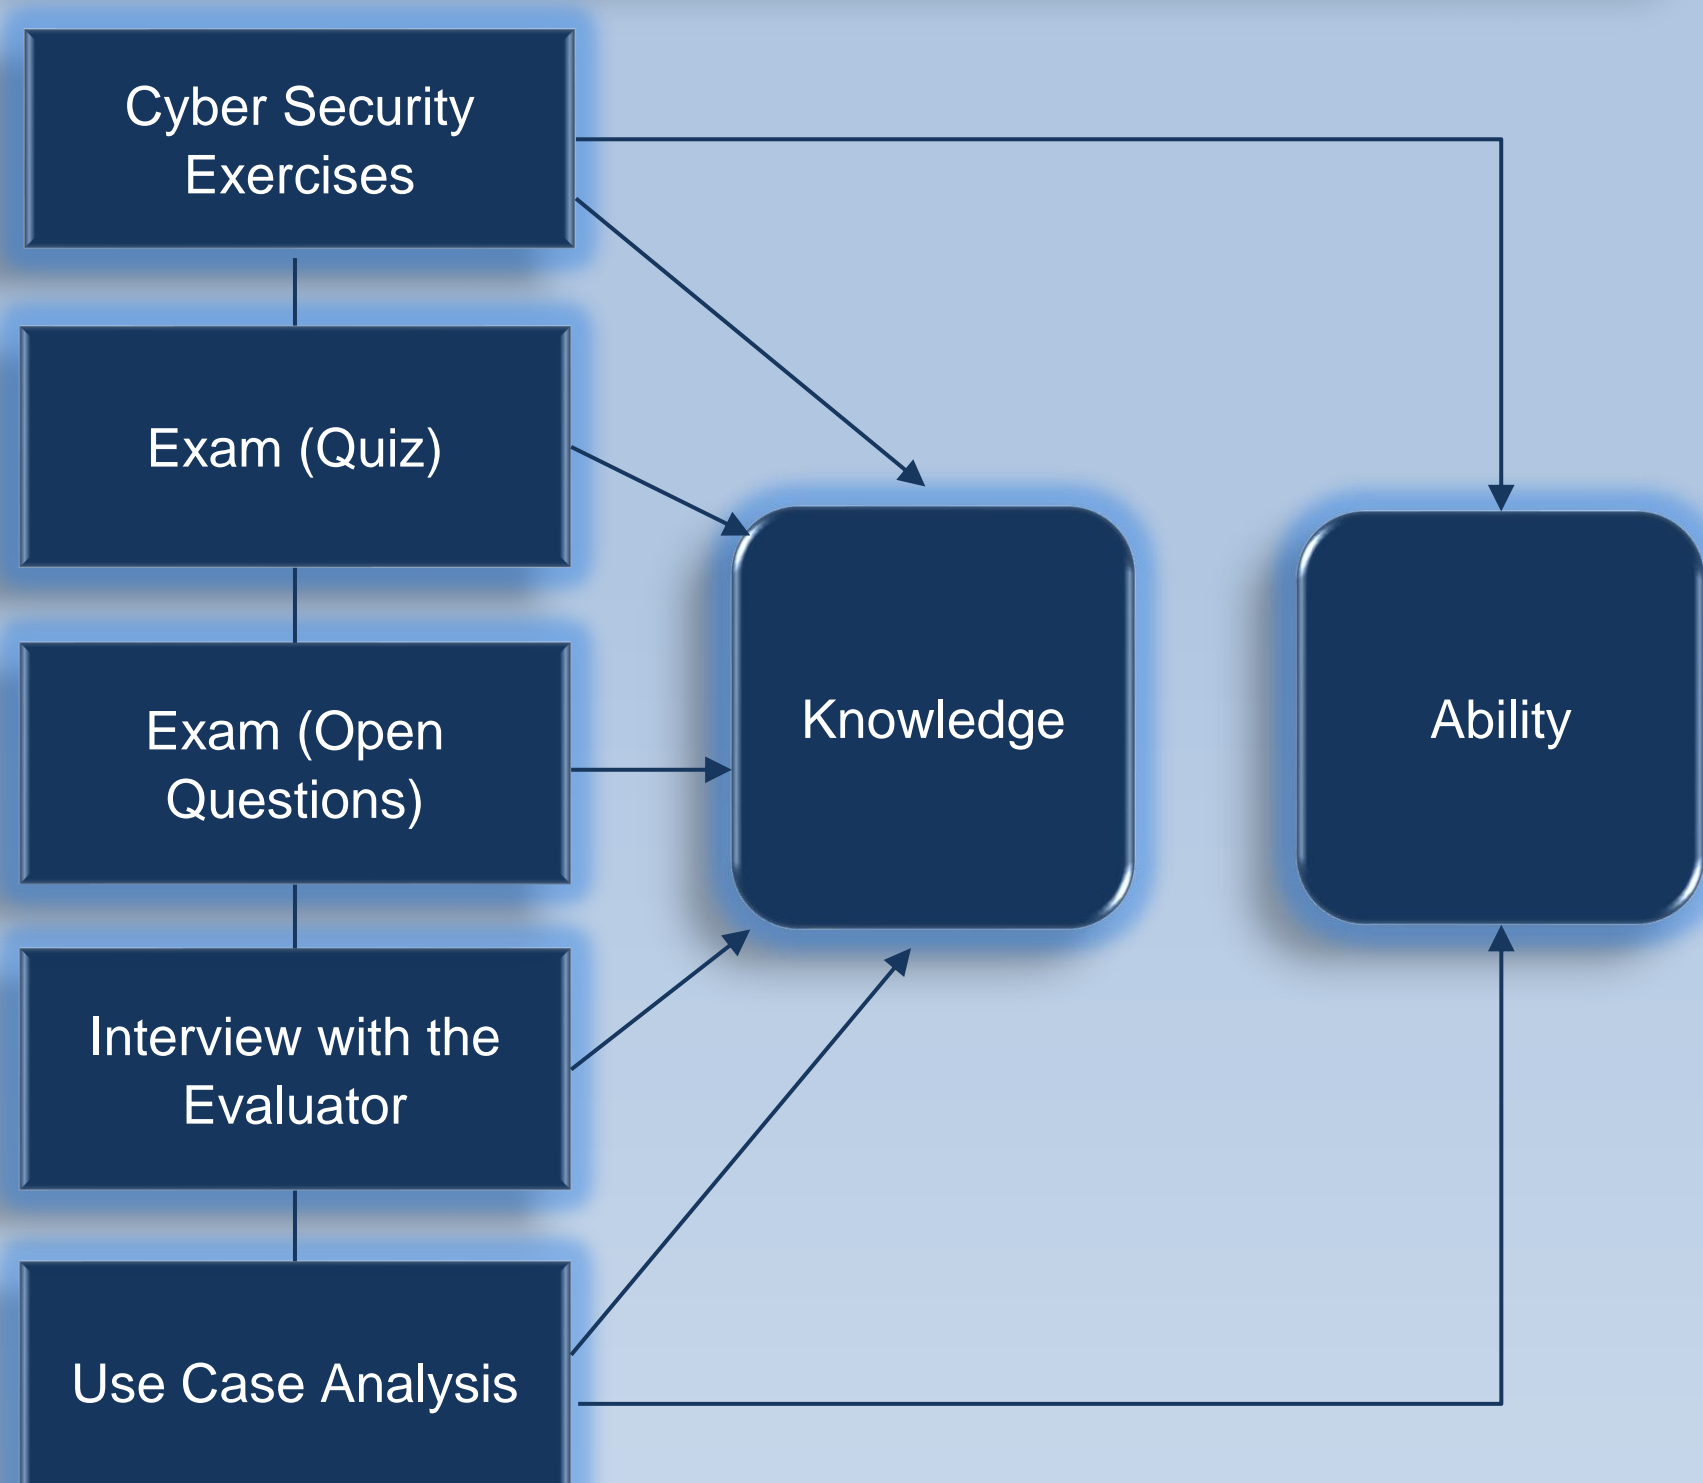 Cyber Security
Exercises
Exam (Quiz)
Exam (Open
Questions)
Knowledge
Ability
Interview with the
Evaluator
Use Case Analysis